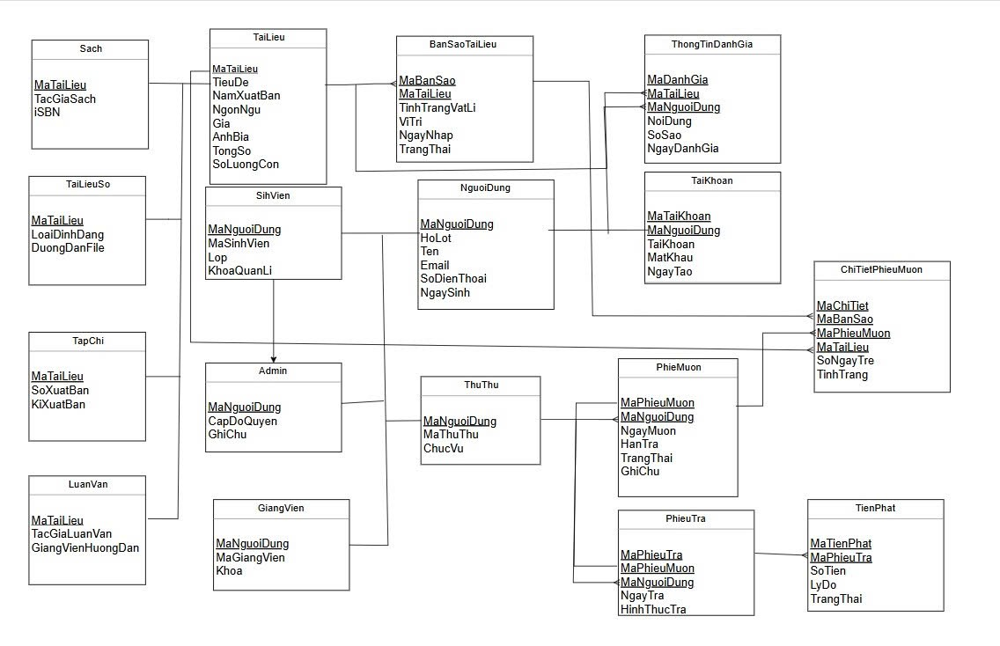 Sach
MaTaiLieu
TacGiaSach
iSBN
TaiLieu
MaTaiLieu
TieuDe
NamXuatBan
NgonNgu
Gia
AnhBia
TongSo
SoLuongCon
BanSaoTaiLieu
MaBanSao
MaTaiLieu
TinhTrangVatLi
ViTri
NgayNhap
TrangThai
ThongTinDanhGia
MaDanhGia
MaTaiLieu
MaNguoiDung
NoiDung
SoSao
NgayDanhGia
TaiLieuSo
MaTaiLieu
LoaiDinhDang
DuongDanFile
SihVien
MaNguoiDung
MaSinhVien
Lop
KhoaQuanLi
NguoiDung
MaNguoiDung
HoLot
Ten
Email
SoDienThoai
NgaySinh
TaiKhoan
MaTaiKhoan
MaNguoiDung
TaiKhoan
MatKhau
NgayTao
ChiTietPhieuMuon
MaChiTiet
MaBanSao
MaPhieuMuon
MaTaiLieu
SoNgayTre
TinhTrang
TapChi
MaTaiLieu
SoXuatBan
KiXuatBan
Admin
MaNguoiDung
CapDoQuyen
GhiChu
ThuThu
MaNguoiDung
MaThuThu
ChucVu
PhieMuon
MaPhieuMuon
MaNguoiDung
NgayMuon
HanTra
TrangThai
GhiChu
LuanVan
MaTaiLieu
TacGiaLuanVan
GiangVienHuongDan
GiangVien
MaNguoiDung
MaGiangVien
Khoa
PhieuTra
MaPhieuTra
MaPhieuMuon
MaNguoiDung
NgayTra
HinhThucTra
TienPhat
MaTienPhat
MaPhieuTra
SoTien
LyDo
TrangThai